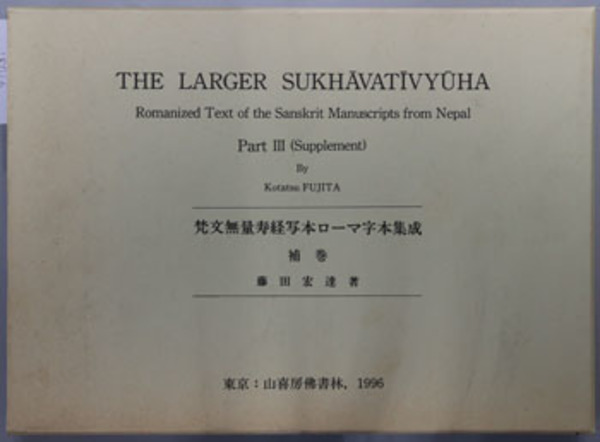 THE LARGER SUKHĀVATĪVYŪHA
Romanized Text of the Sanskrit Manuscripts from Nepal
Part III (Supplement)
By
Kotatsu FUJITA
梵文無量寿経写本ローマ字本集成
補 巻
藤 田 宏 達 著
東京:山喜房佛書林, 1996